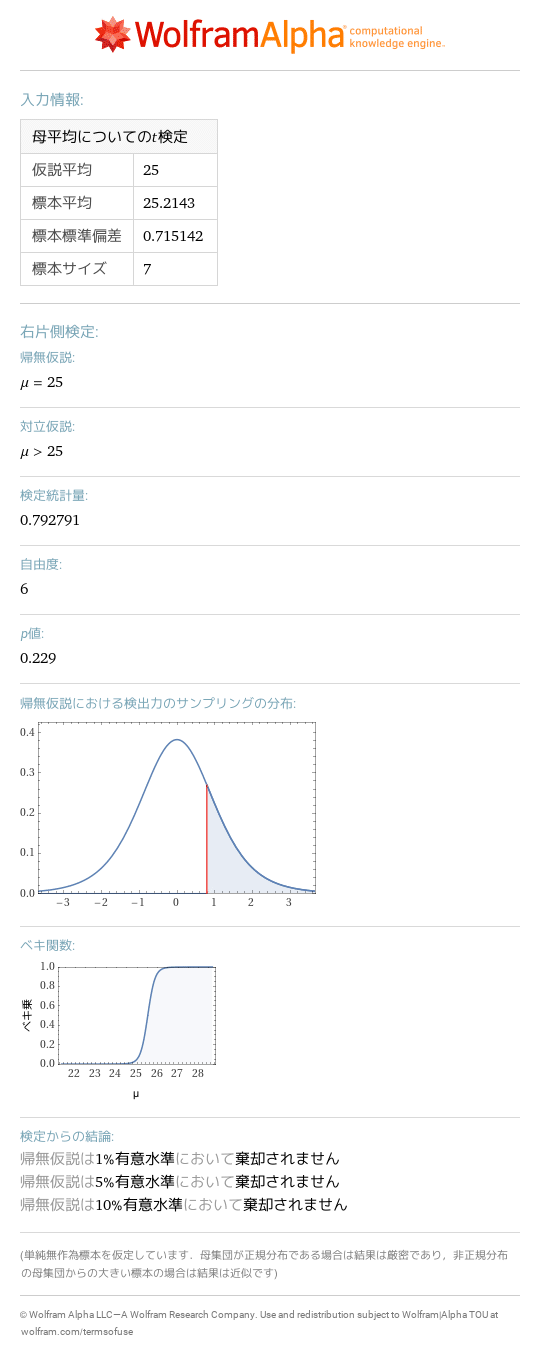 WolframAlpha computational
knowledge engine.
入力情報:
母平均についてのt検定
仮説平均 25
標本平均 25.2143
標本標準偏差 0.715142
標本サイズ 7
右片側検定:
帰無仮説:
μ = 25
対立仮説:
μ > 25
検定統計量:
0.792791
自由度:
6
p値:
0.229
帰無仮説における検出力のサンプリングの分布:
0.4
0.3
0.2
0.1
0.0
−3 −2 −1 0 1 2 3
ベキ関数:
1.0
0.8
0.6
0.4
0.2
0.0
ベキ乗
22 23 24 25 26 27 28
μ
検定からの結論:
帰無仮説は1%有意水準において棄却されません
帰無仮説は5%有意水準において棄却されません
帰無仮説は10%有意水準において棄却されません
(単純無作為標本を仮定しています．母集団が正規分布である場合は結果は厳密であり，非正規分布
の母集団からの大きい標本の場合は結果は近似です)
© Wolfram Alpha LLC—A Wolfram Research Company. Use and redistribution subject to Wolfram|Alpha TOU at
wolfram.com/termsofuse